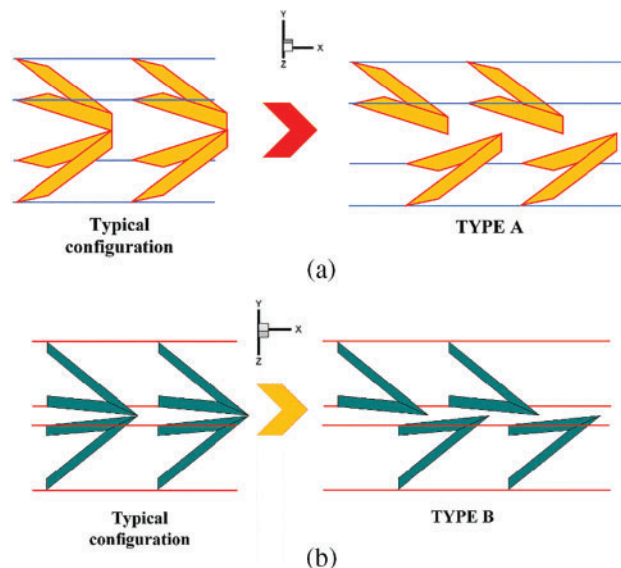 Y
X
Z
Typical
configuration
TYPE A
(a)
Y
X
Z
Typical
configuration
TYPE B
(b)